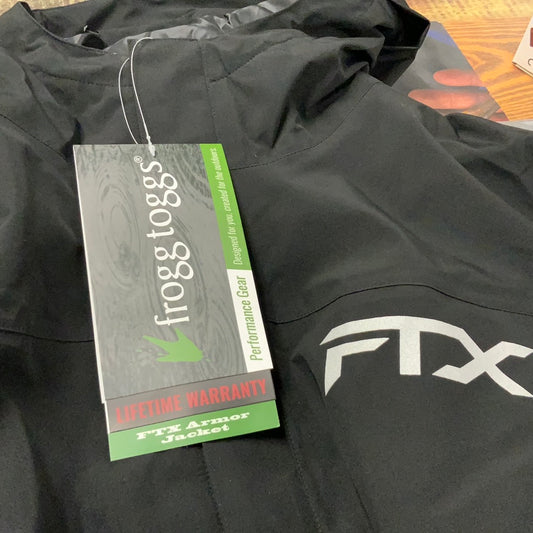 frogg toggs®
Designed for you, created for the outdoors
Performance Gear
LIFETIME WARRANTY
FTX Armor
Jacket
FTX